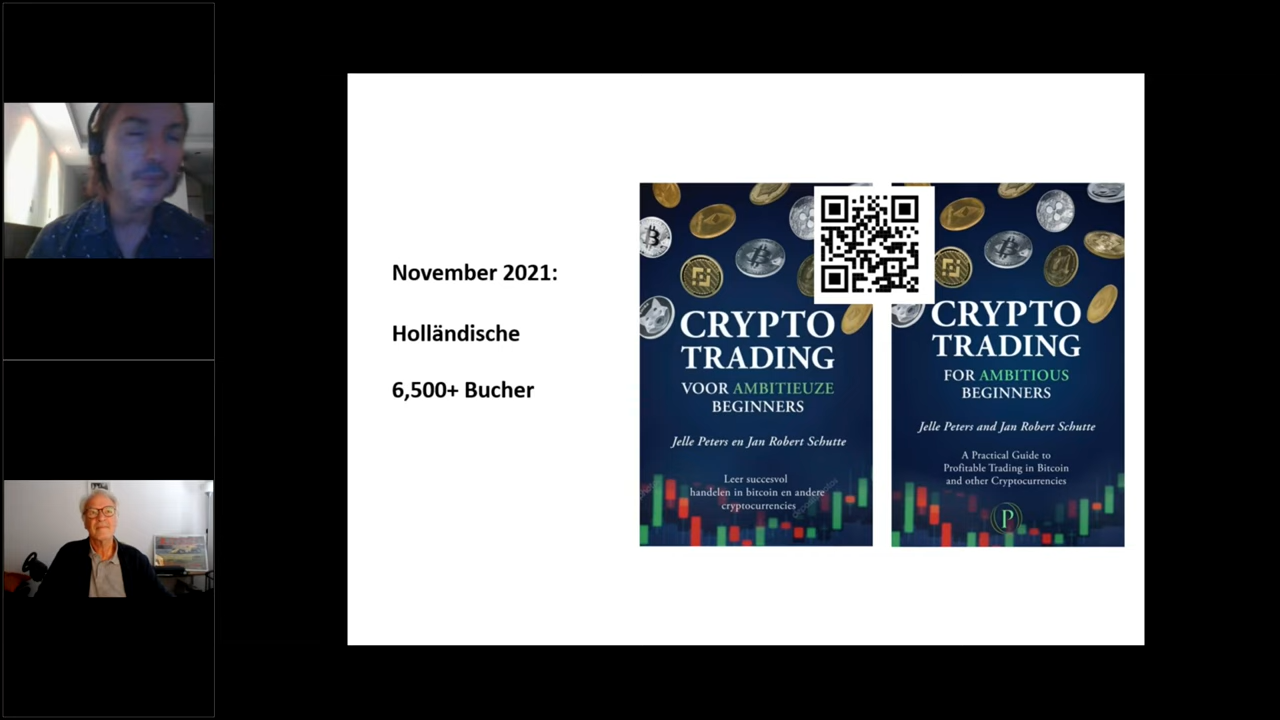 November 2021:
Holländische
6,500+ Bucher
CRYPTO
TRADING
VOOR AMBITIEUZE
BEGINNERS
Jelle Peters en Jan Robert Schutte
Leer succesvol
handelen in bitcoin en andere
cryptocurrencies
CRYPTO
TRADING
FOR AMBITIOUS
BEGINNERS
Jelle Peters and Jan Robert Schutte
A Practical Guide to
Profitable Trading in Bitcoin
and other Cryptocurrencies
P